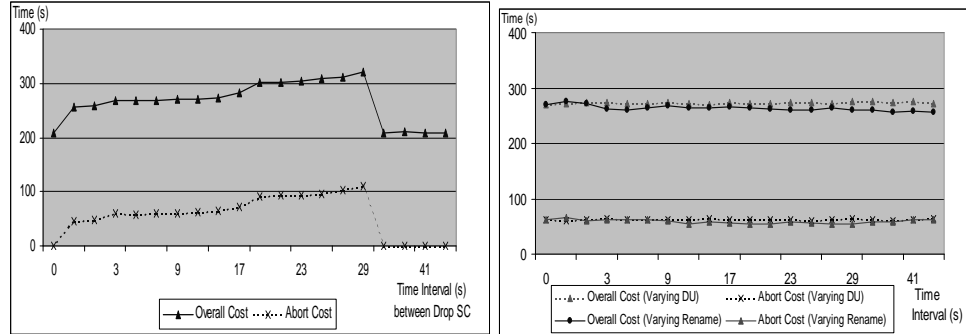 Time (s)
400
300
200
100
0
0 3 9 17 23 29 41
Time Interval (s)
between Drop SC
Overall Cost Abort Cost
Time (s)
400
300
200
100
0
0 3 9 17 23 29 41
Time
Interval (s)
Overall Cost (Varying DU) Abort Cost (Varying DU)
Overall Cost (Varying Rename) Abort Cost (Varying Rename)